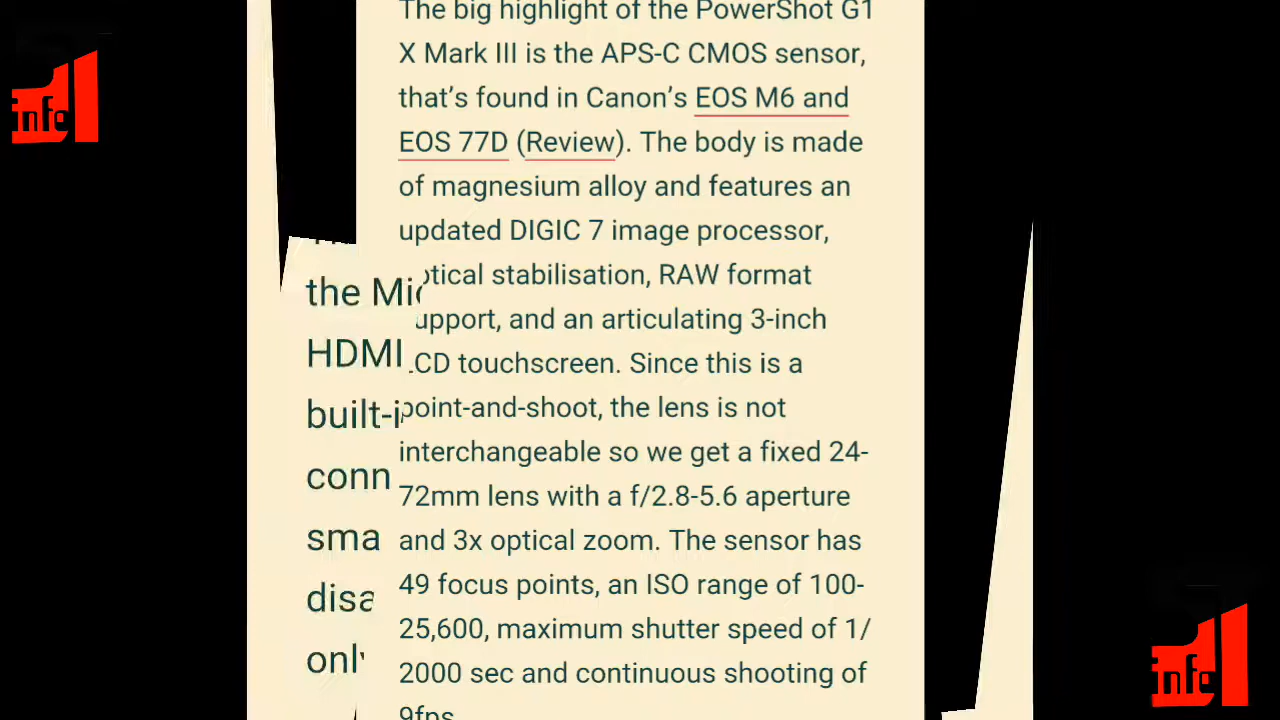 info
The big highlight of the PowerShot G1
X Mark III is the APS-C CMOS sensor,
that’s found in Canon’s EOS M6 and
EOS 77D (Review). The body is made
of magnesium alloy and features an
updated DIGIC 7 image processor,
ptical stabilisation, RAW format
upport, and an articulating 3-inch
LCD touchscreen. Since this is a
point-and-shoot, the lens is not
interchangeable so we get a fixed 24-
72mm lens with a f/2.8-5.6 aperture
and 3x optical zoom. The sensor has
49 focus points, an ISO range of 100-
25,600, maximum shutter speed of 1/
2000 sec and continuous shooting of
9fps
the Mic
HDMI
built-i
conn
sma
disa
only
info